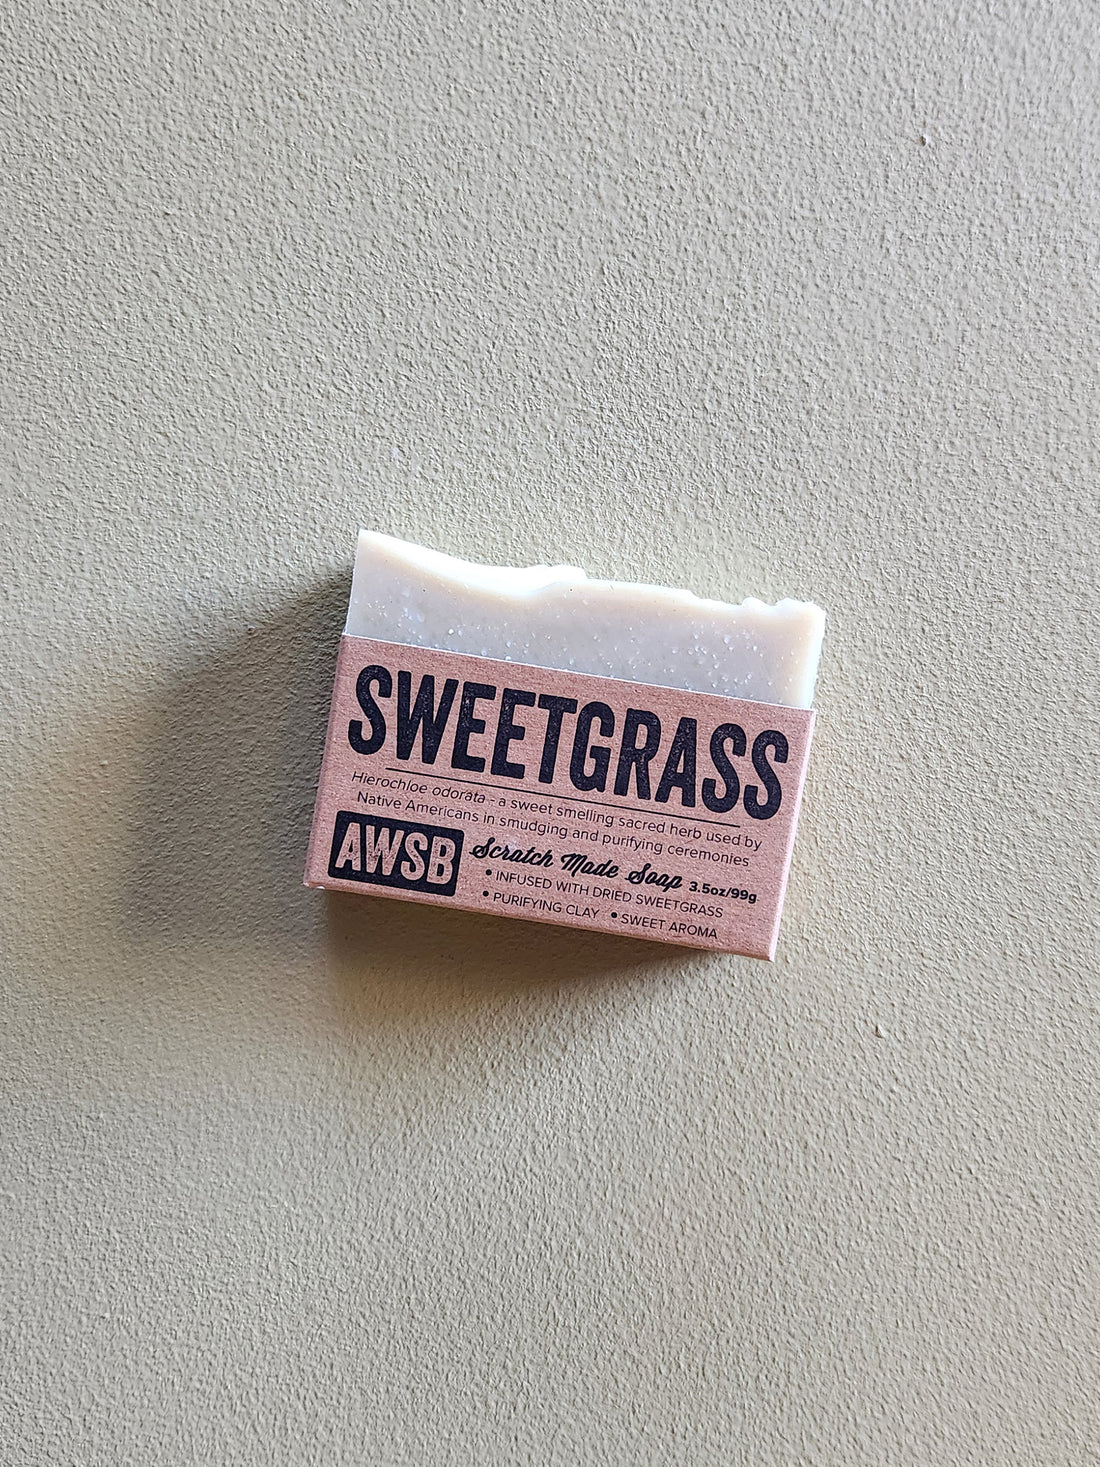 SWEETGRASS
Hierochloe odorata - a sweet smelling sacred herb used by
Native Americans in smudging and purifying ceremonies
AWSB
Scratch Made Soap 3.5oz/99g
• INFUSED WITH DRIED SWEETGRASS
• PURIFYING CLAY • SWEET AROMA